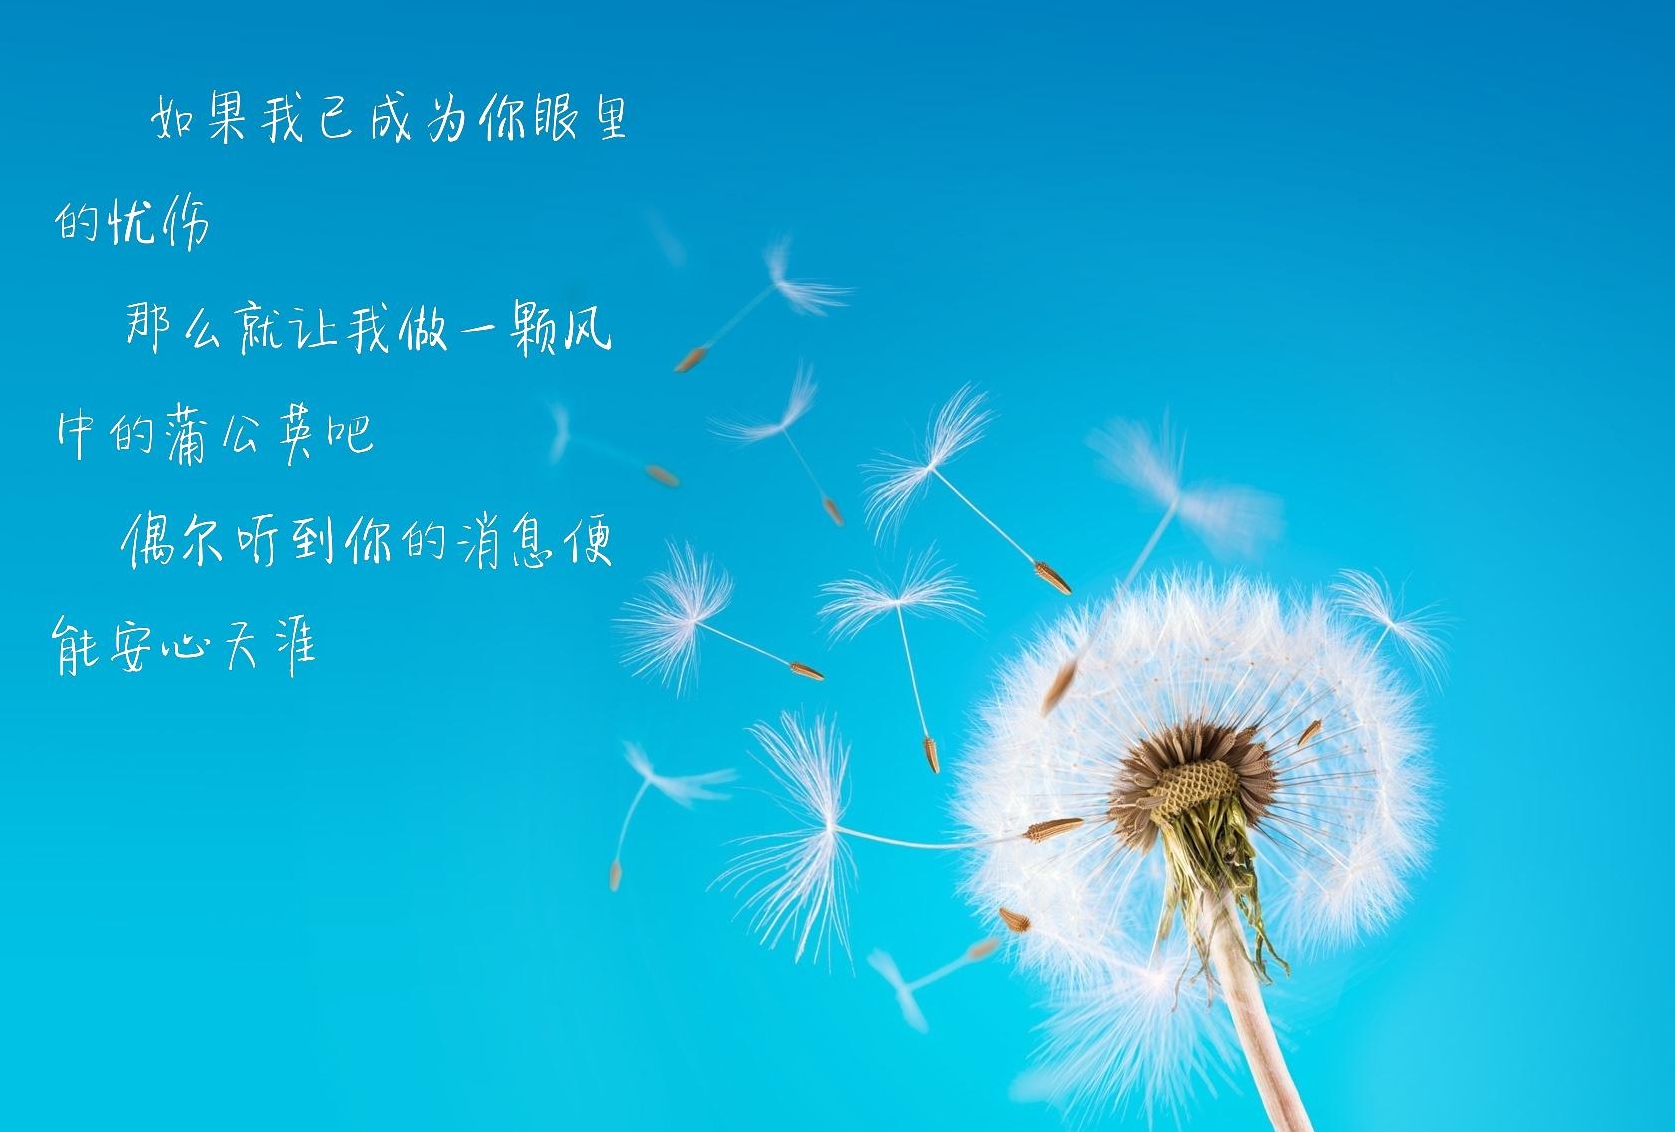 如果我已成为你眼里
的忧伤
那么就让我做一颗风
中的蒲公英吧
偶尔听到你的消息便
能安心天涯